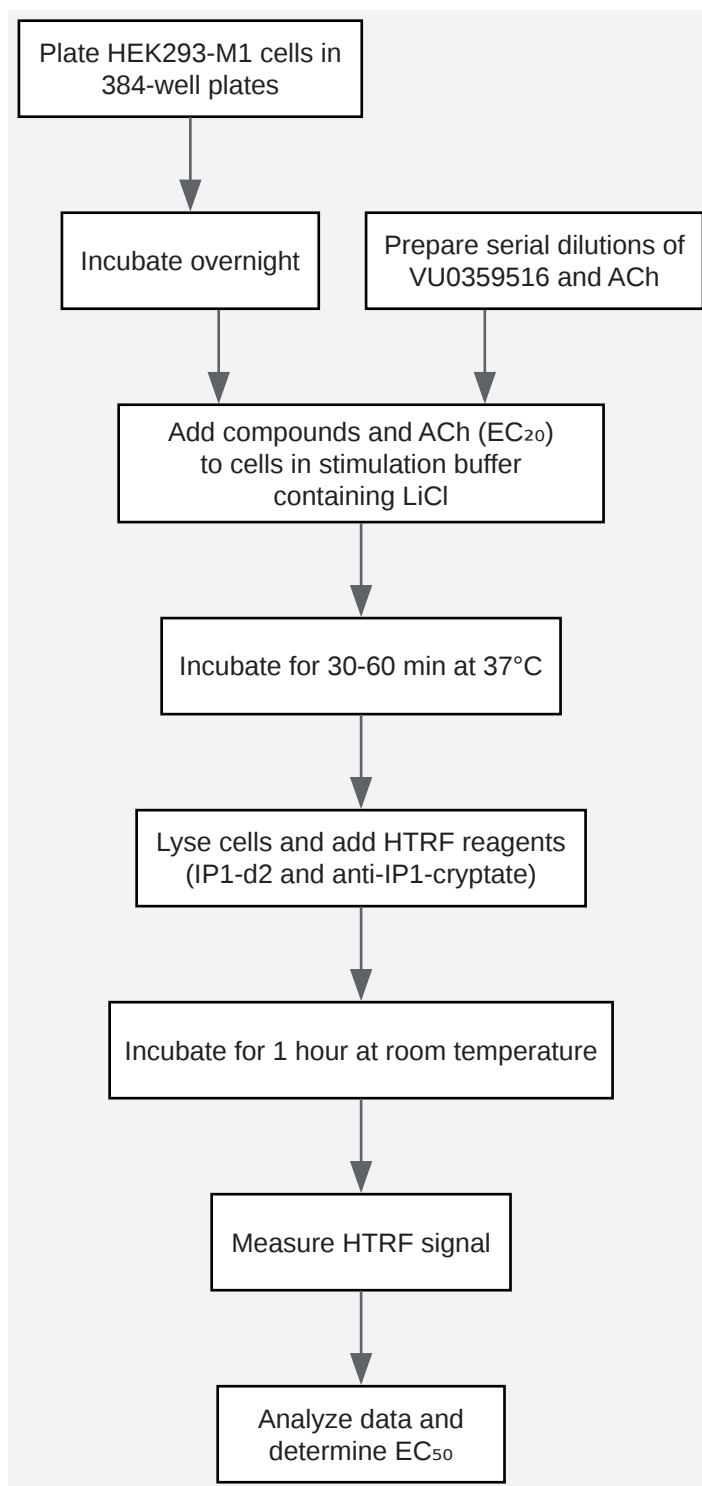 Plate HEK293-M1 cells in
384-well plates
Incubate overnight
Prepare serial dilutions of
VU0359516 and ACh
Add compounds and ACh (EC₂₀)
to cells in stimulation buffer
containing LiCl
Incubate for 30-60 min at 37°C
Lyse cells and add HTRF reagents
(IP1-d2 and anti-IP1-cryptate)
Incubate for 1 hour at room temperature
Measure HTRF signal
Analyze data and
determine EC₅₀